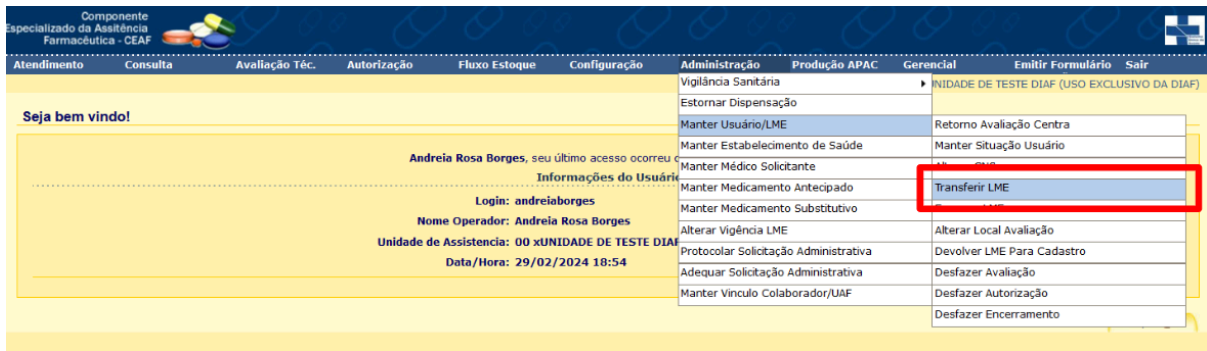 Componente
Especializado da Assitência
Farmacêutica - CEAF
Atendimento Consulta Avaliação Téc. Autorização Fluxo Estoque Configuração Administração Produção APAC Gerencial Emitir Formulário Sair
UNIDADE DE TESTE DIAF (USO EXCLUSIVO DA DIAF)
Seja bem vindo!
Andreia Rosa Borges, seu último acesso ocorreu
Informações do Usuári
Login: andreiaborges
Nome Operador: Andreia Rosa Borges
Unidade de Assistencia: 00 xUNIDADE DE TESTE DIAF
Data/Hora: 29/02/2024 18:54
Vigilância Sanitária
Estornar Dispensação
Manter Usuário/LME
Manter Estabelecimento de Saúde
Manter Médico Solicitante
Manter Medicamento Antecipado
Manter Medicamento Substitutivo
Alterar Vigência LME
Protocolar Solicitação Administrativa
Adequar Solicitação Administrativa
Manter Vinculo Colaborador/UAF
Retorno Avaliação Centra
Manter Situação Usuário
Transferir LME
Alterar Local Avaliação
Devolver LME Para Cadastro
Desfazer Avaliação
Desfazer Autorização
Desfazer Encerramento